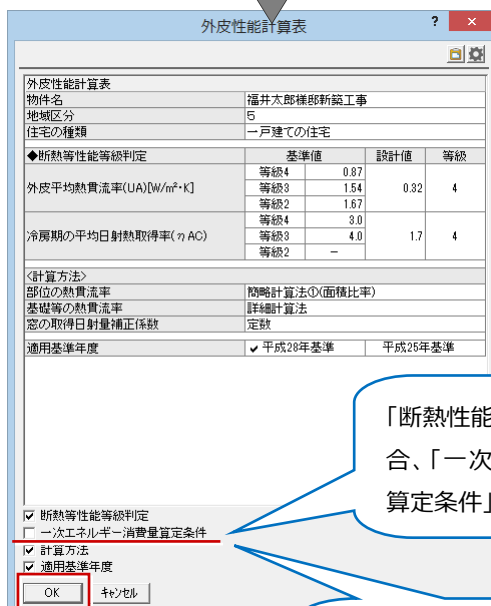 外皮性能計算表
? ×
外皮性能計算表
物件名 福井太郎様邸新築工事
地域区分 5
住宅の種類 一戸建ての住宅
◆断熱等性能等級判定 基準値 設計値 等級
外皮平均熱貫流率(UA)[W/m²・K] 等級4 0.87 0.32 4
等級3 1.54
等級2 1.67
冷房期の平均日射熱取得率(ηAC) 等級4 3.0 1.7 4
等級3 4.0
等級2 －
<計算方法>
部位の熱貫流率 簡略計算法①(面積比率)
基礎等の熱貫流率 詳細計算法
窓の取得日射量補正係数 定数
適用基準年度 ✔平成28年基準 平成25年基準
「断熱性能
合、「一次
算定条件」
断熱等性能等級判定
一次エネルギー消費量算定条件
計算方法
適用基準年度
OK キャンセル